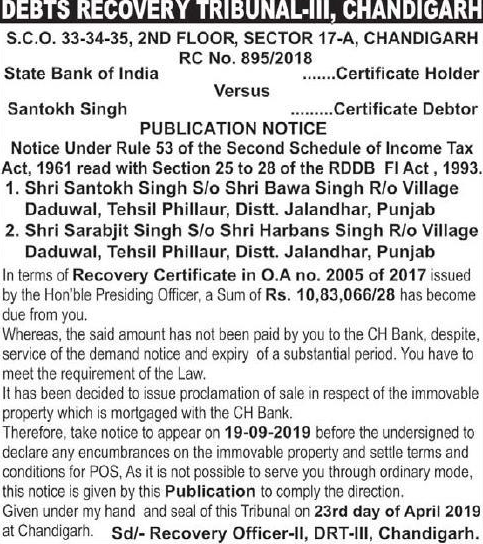 DEBTS RECOVERY TRIBUNAL-III, CHANDIGARH
S.C.O. 33-34-35, 2ND FLOOR, SECTOR 17-A, CHANDIGARH
RC No. 895/2018
State Bank of India .......Certificate Holder
Versus
Santokh Singh .........Certificate Debtor
PUBLICATION NOTICE
Notice Under Rule 53 of the Second Schedule of Income Tax
Act, 1961 read with Section 25 to 28 of the RDDB FI Act , 1993.
1. Shri Santokh Singh S/o Shri Bawa Singh R/o Village
Daduwal, Tehsil Phillaur, Distt. Jalandhar, Punjab
2. Shri Sarabjit Singh S/o Shri Harbans Singh R/o Village
Daduwal, Tehsil Phillaur, Distt. Jalandhar, Punjab
In terms of Recovery Certificate in O.A no. 2005 of 2017 issued
by the Hon'ble Presiding Officer, a Sum of Rs. 10,83,066/28 has become
due from you.
Whereas, the said amount has not been paid by you to the CH Bank, despite,
service of the demand notice and expiry of a substantial period. You have to
meet the requirement of the Law.
It has been decided to issue proclamation of sale in respect of the immovable
property which is mortgaged with the CH Bank.
Therefore, take notice to appear on 19-09-2019 before the undersigned to
declare any encumbrances on the immovable property and settle terms and
conditions for POS, As it is not possible to serve you through ordinary mode,
this notice is given by this Publication to comply the direction.
Given under my hand and seal of this Tribunal on 23rd day of April 2019
at Chandigarh. Sd/- Recovery Officer-II, DRT-III, Chandigarh.